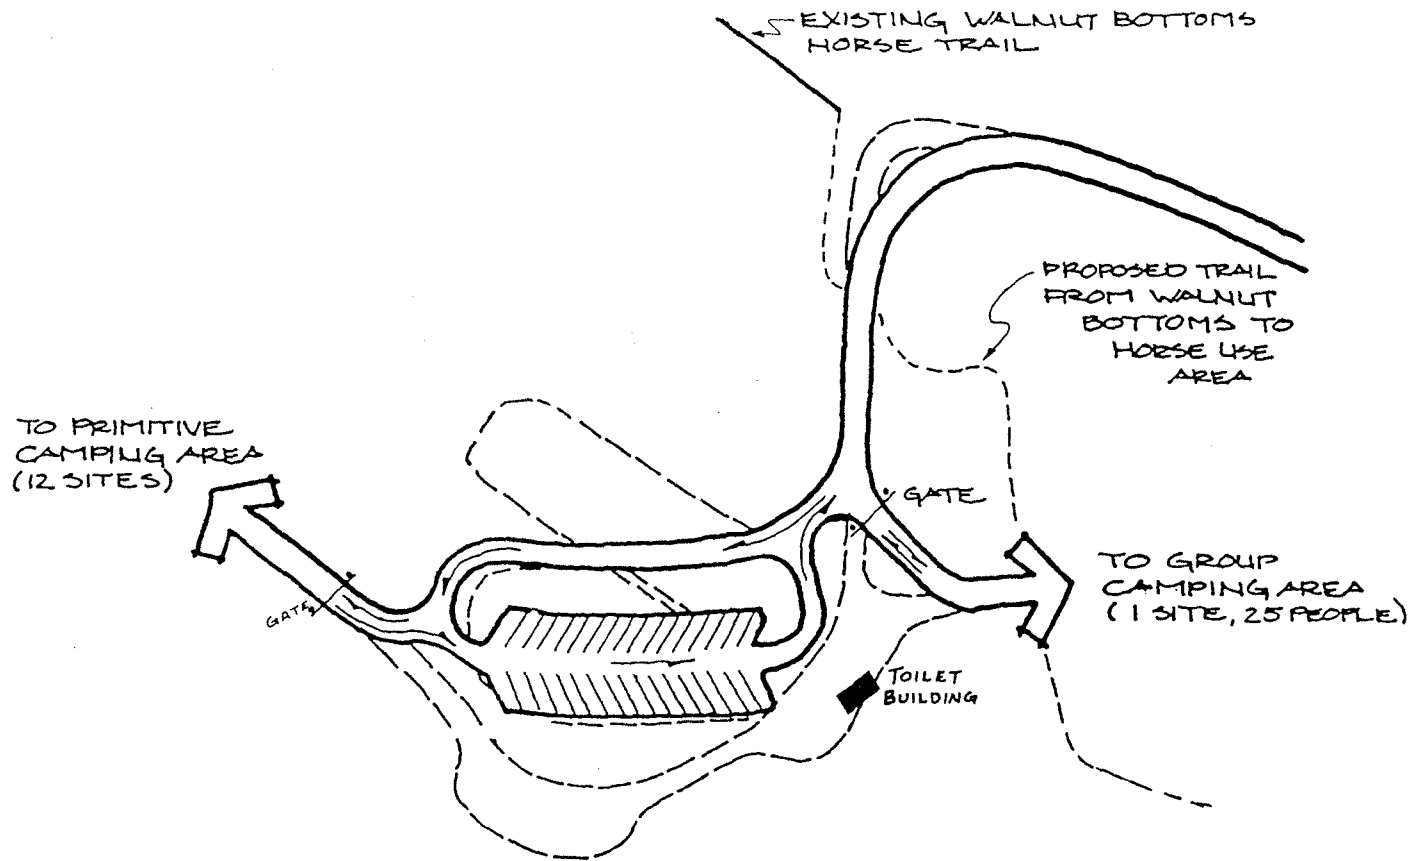 EXISTING WALNUT BOTTOMS
HORSE TRAIL
PROPOSED TRAIL
FROM WALNUT
BOTTOMS TO
HORSE USE
AREA
TO PRIMITIVE
CAMPING AREA
(12 SITES)
GATE
TO GROUP
CAMPING AREA
(1 SITE, 25 PEOPLE)
GATE
TOILET
BUILDING